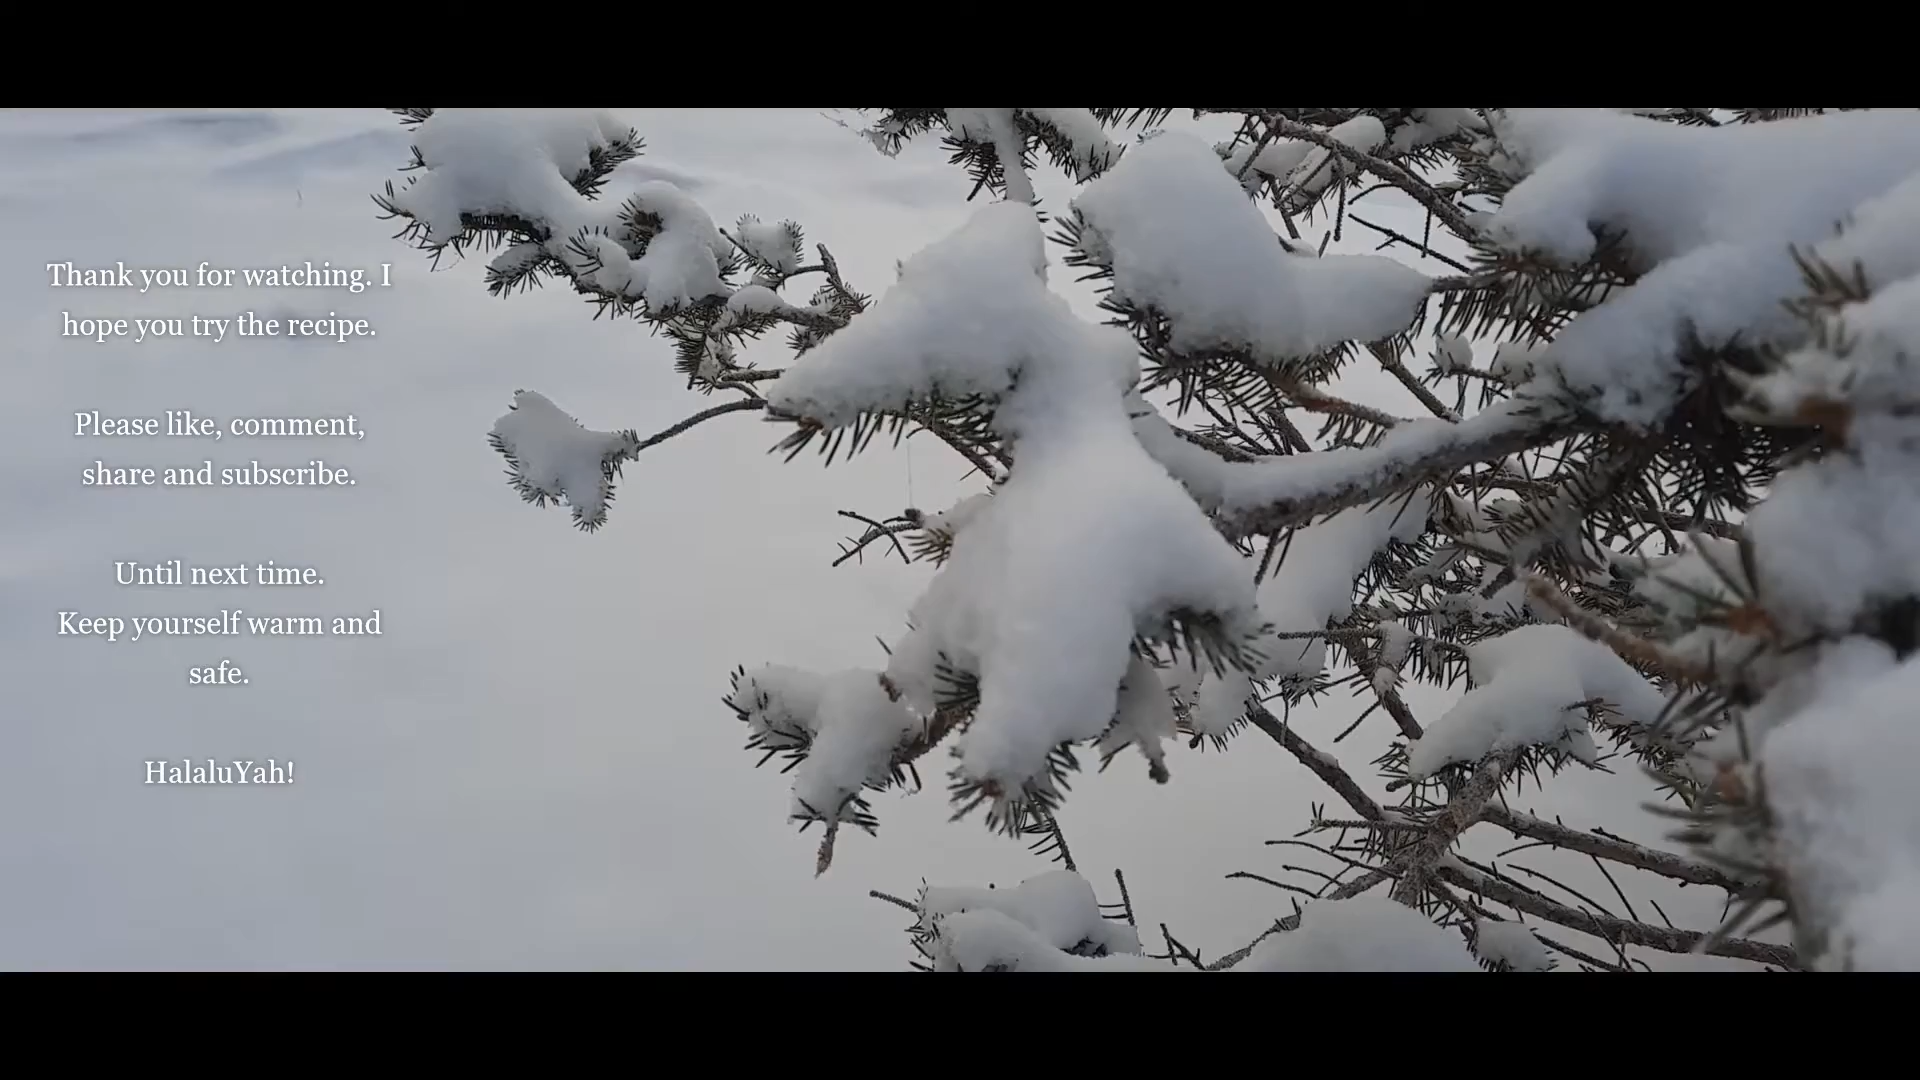 Thank you for watching. I
hope you try the recipe.
Please like, comment,
share and subscribe.
Until next time.
Keep yourself warm and
safe.
HalaluYah!